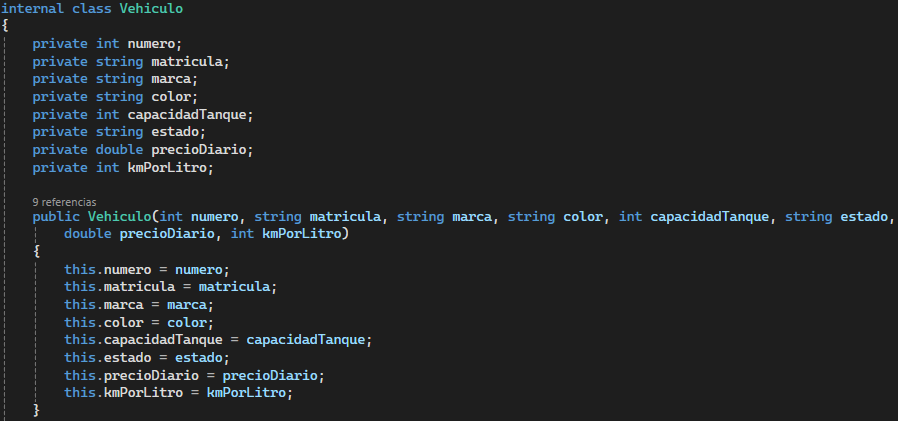 internal class Vehiculo
{
    private int numero;
    private string matricula;
    private string marca;
    private string color;
    private int capacidadTanque;
    private string estado;
    private double precioDiario;
    private int kmPorLitro;
    9 referencias
    public Vehiculo(int numero, string matricula, string marca, string color, int capacidadTanque, string estado,
        double precioDiario, int kmPorLitro)
    {
        this.numero = numero;
        this.matricula = matricula;
        this.marca = marca;
        this.color = color;
        this.capacidadTanque = capacidadTanque;
        this.estado = estado;
        this.precioDiario = precioDiario;
        this.kmPorLitro = kmPorLitro;
    }